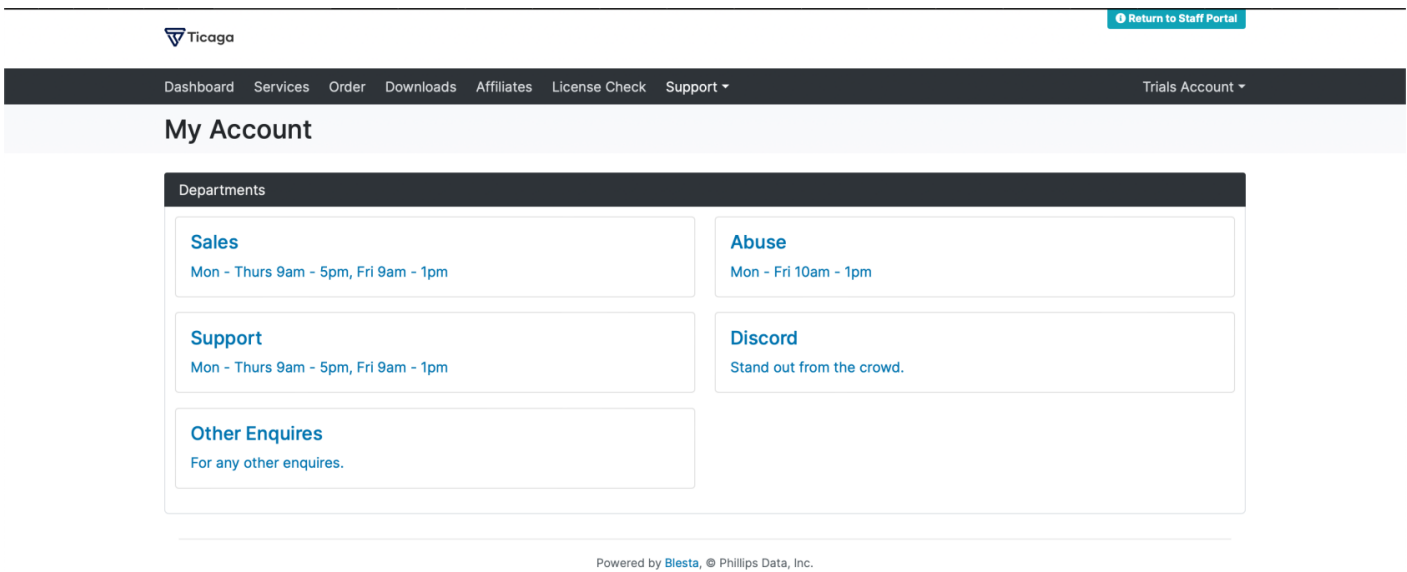 Return to Staff Portal
Ticaga
Dashboard Services Order Downloads Affiliates License Check Support Trials Account
My Account
Departments
Sales
Mon - Thurs 9am - 5pm, Fri 9am - 1pm
Abuse
Mon - Fri 10am - 1pm
Support
Mon - Thurs 9am - 5pm, Fri 9am - 1pm
Discord
Stand out from the crowd.
Other Enquires
For any other enquires.
Powered by Blesta, © Phillips Data, Inc.